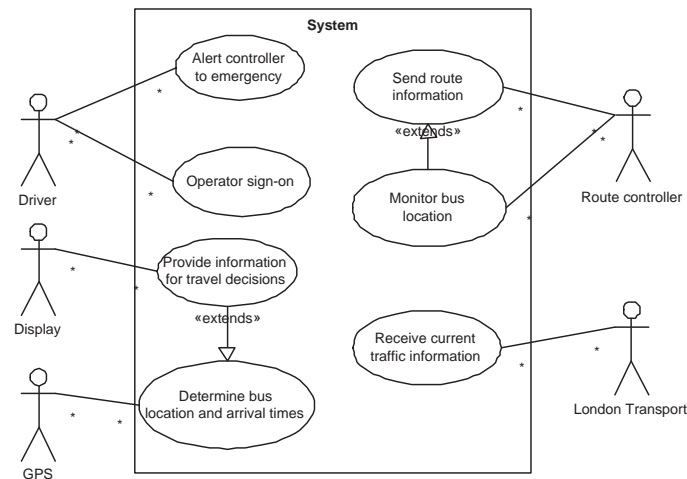 System
Alert controller
to emergency
*
*
*
Driver
Operator sign-on
*
Send route
information
*
«extends»
*
*
Monitor bus
location
*
Route controller
Provide information
for travel decisions
*
*
Display
«extends»
Determine bus
location and arrival times
*
*
GPS
Receive current
traffic information
*
*
London Transport